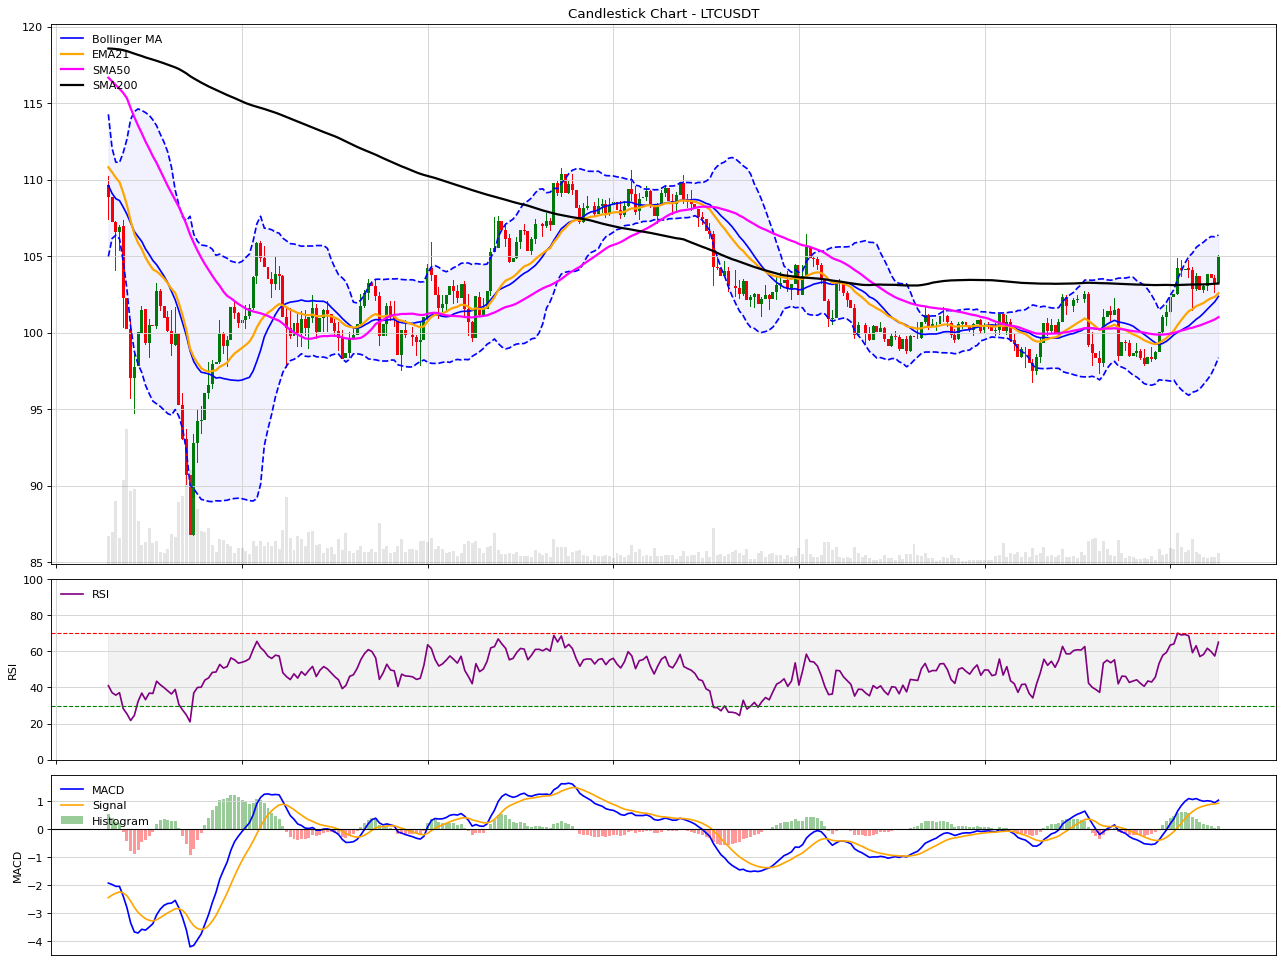 Candlestick Chart - LTCUSDT
120
Bollinger MA
EMA21
SMA50
SMA200
115
110
105
100
95
90
85
100
RSI
80
60
40
20
0
RSI
MACD
Signal
Histogram
1
0
−1
−2
−3
−4
MACD